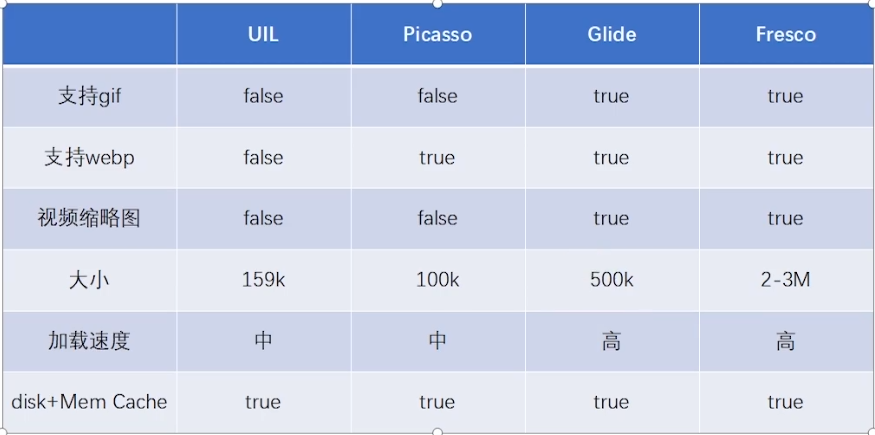 UIL Picasso Glide Fresco
支持gif false false true true
支持webp false true true true
视频缩略图 false false true true
大小 159k 100k 500k 2-3M
加载速度 中 中 高 高
disk+Mem Cache true true true true